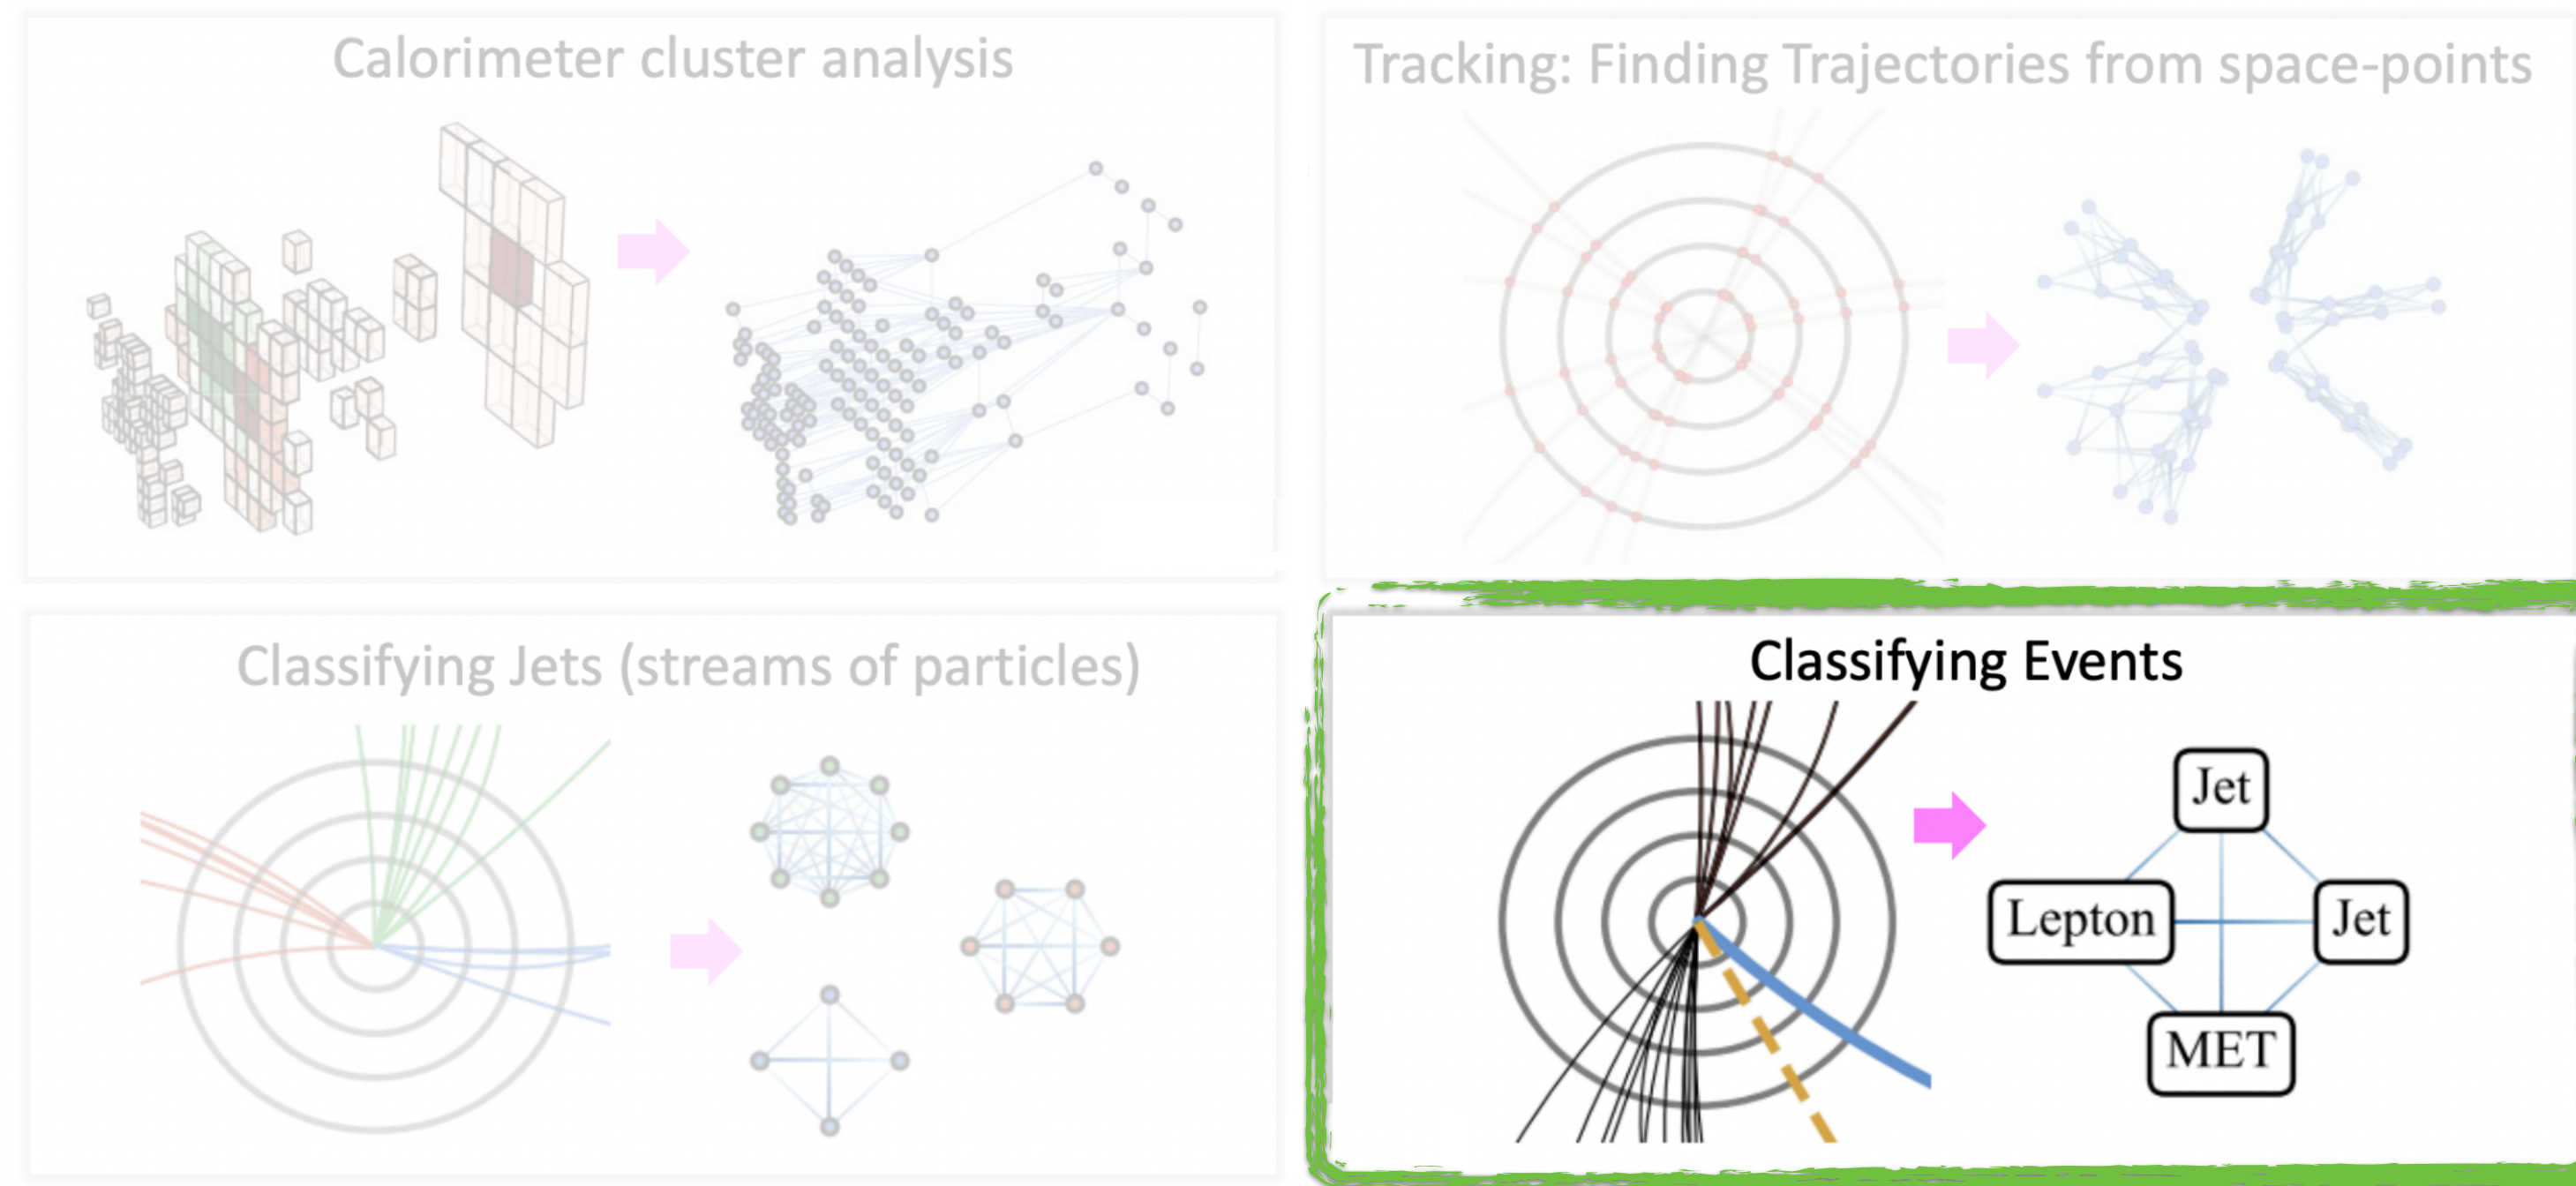 Calorimeter cluster analysis
Tracking: Finding Trajectories from space-points
Classifying Jets (streams of particles)
Classifying Events
Jet
Lepton
Jet
MET